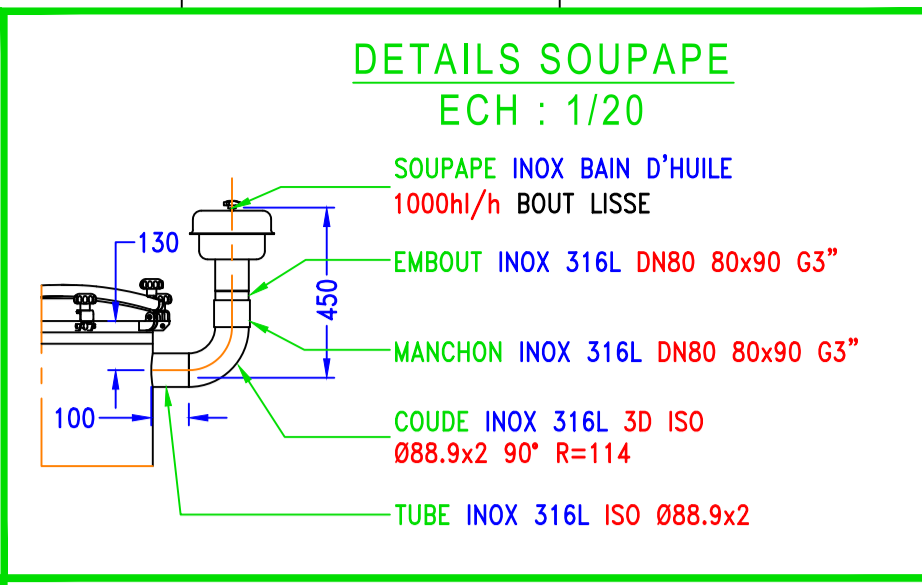 DETAILS SOUPAPE
ECH : 1/20
SOUPAPE INOX BAIN D’HUILE
1000hl/h BOUT LISSE
130
EMBOUT INOX 316L DN80 80x90 G3”
450
MANCHON INOX 316L DN80 80x90 G3”
100
COUDE INOX 316L 3D ISO
Ø88.9x2 90° R=114
TUBE INOX 316L ISO Ø88.9x2